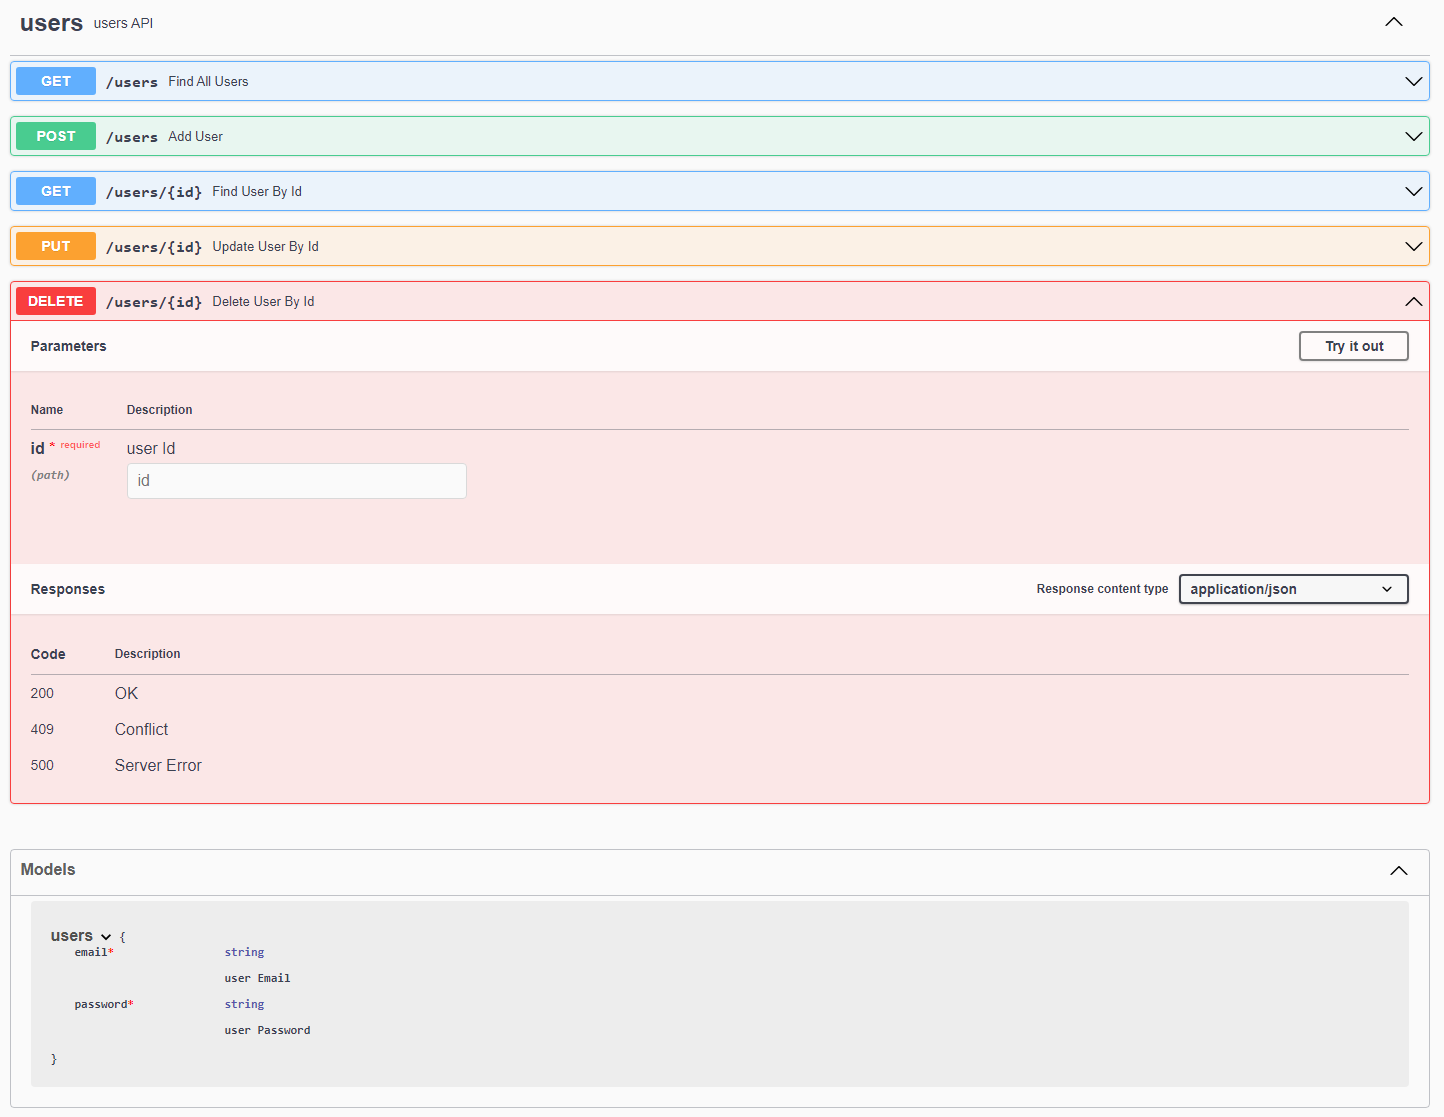 users users API
GET /users Find All Users
POST /users Add User
GET /users/{id} Find User By Id
PUT /users/{id} Update User By Id
DELETE /users/{id} Delete User By Id
Parameters Try it out
Name Description
id * required user Id
(path) id
Responses Response content type application/json
Code Description
200 OK
409 Conflict
500 Server Error
Models
users {
email* string
user Email
password* string
user Password
}